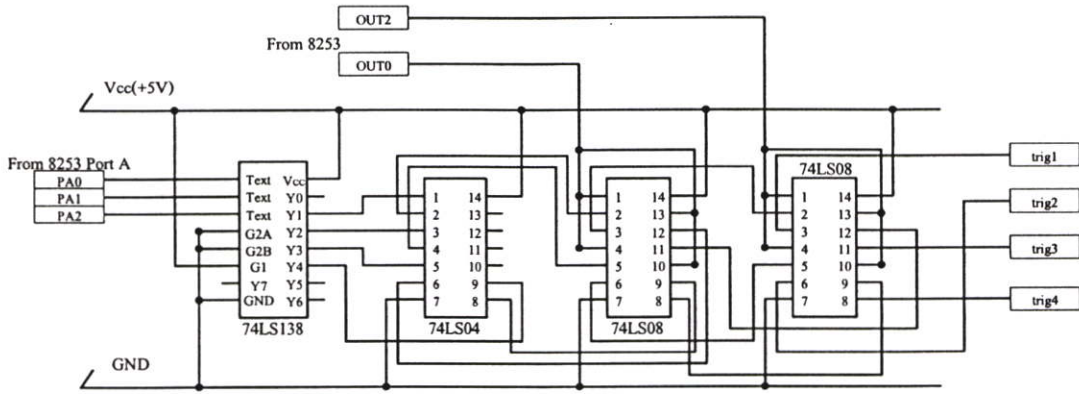 OUT2
From 8253
OUT0
Vcc(+5V)
From 8253 Port A
PA0
PA1
PA2
Text Vcc
Text Y0
Text Y1
G2A Y2
G2B Y3
G1 Y4
Y7 Y5
GND Y6
74LS138
1 14
2 13
3 12
4 11
5 10
6 9
7 8
74LS04
1 14
2 13
3 12
4 11
5 10
6 9
7 8
74LS08
74LS08
1 14
2 13
3 12
4 11
5 10
6 9
7 8
trig1
trig2
trig3
trig4
GND